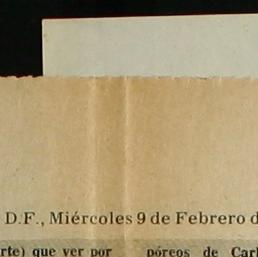 D.F., Miércoles 9 de Febrero d
rte) que ver por póreos de Carl